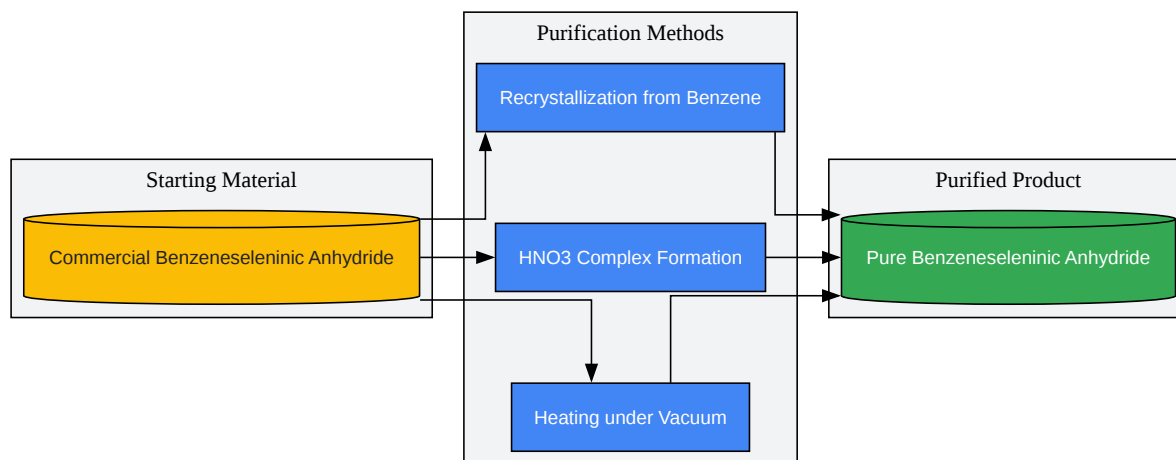 Purification Methods
Recrystallization from Benzene
Starting Material
Commercial Benzeneseleninic Anhydride
HNO3 Complex Formation
Heating under Vacuum
Purified Product
Pure Benzeneseleninic Anhydride